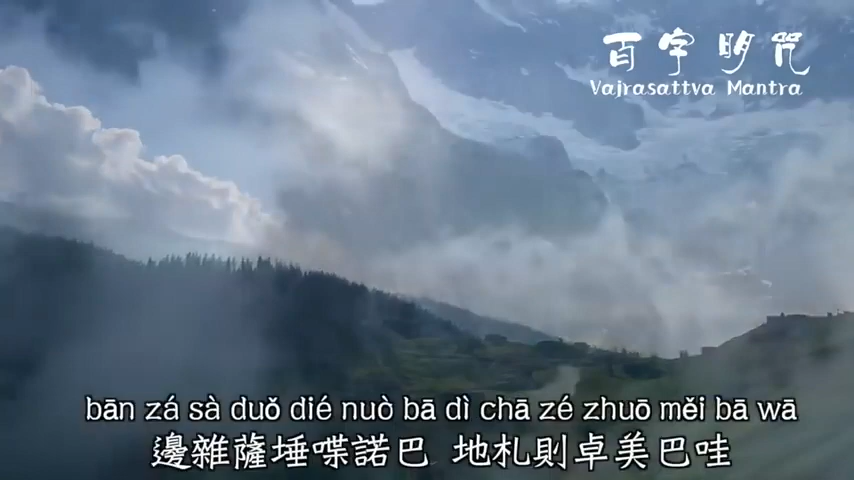 百字明咒
Vajrasattva Mantra
bān zá sà duǒ dié nuò bā dì chā zé zhuō měi bā wā
邊雜薩埵喋諾巴 地札則卓美巴哇